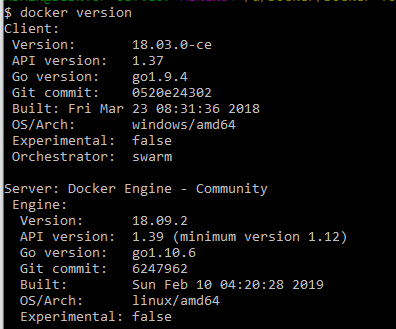 $ docker version
Client:
Version: 18.03.0-ce
API version: 1.37
Go version: go1.9.4
Git commit: 0520e24302
Built: Fri Mar 23 08:31:36 2018
OS/Arch: windows/amd64
Experimental: false
Orchestrator: swarm
Server: Docker Engine - Community
Engine:
Version: 18.09.2
API version: 1.39 (minimum version 1.12)
Go version: go1.10.6
Git commit: 6247962
Built: Sun Feb 10 04:20:28 2019
OS/Arch: linux/amd64
Experimental: false